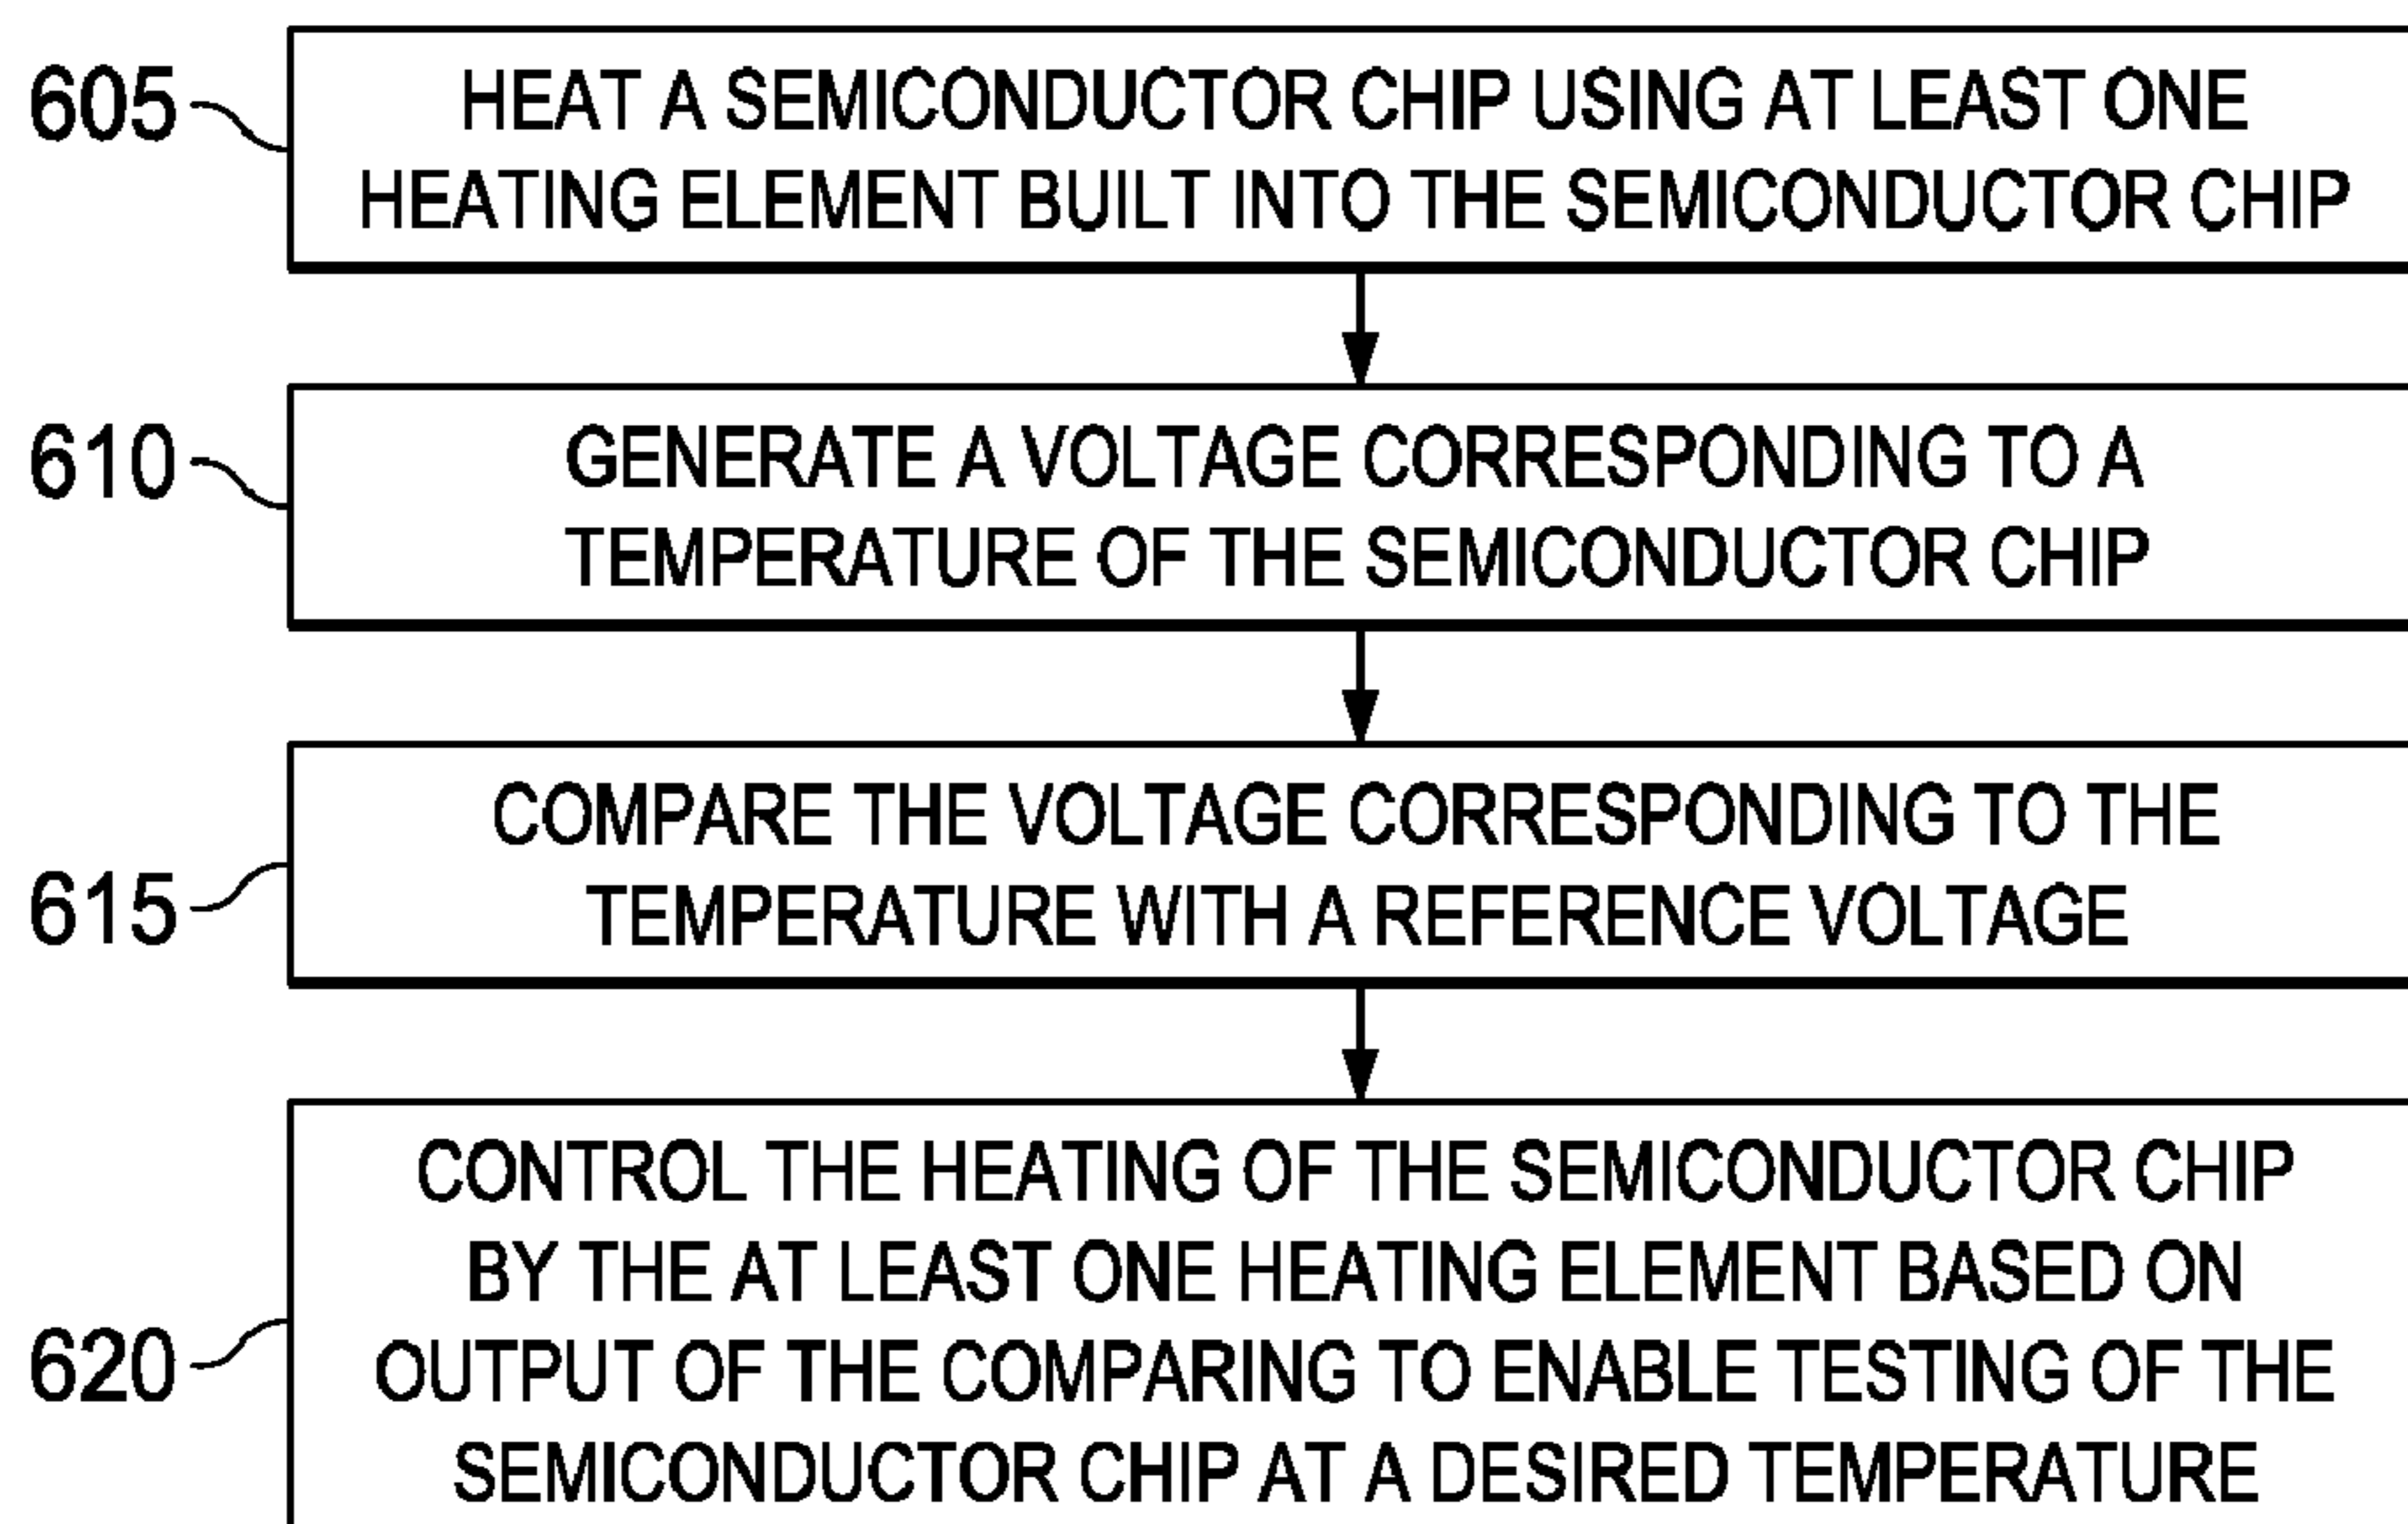 605
HEAT A SEMICONDUCTOR CHIP USING AT LEAST ONE
HEATING ELEMENT BUILT INTO THE SEMICONDUCTOR CHIP
610
GENERATE A VOLTAGE CORRESPONDING TO A
TEMPERATURE OF THE SEMICONDUCTOR CHIP
615
COMPARE THE VOLTAGE CORRESPONDING TO THE
TEMPERATURE WITH A REFERENCE VOLTAGE
620
CONTROL THE HEATING OF THE SEMICONDUCTOR CHIP
BY THE AT LEAST ONE HEATING ELEMENT BASED ON
OUTPUT OF THE COMPARING TO ENABLE TESTING OF THE
SEMICONDUCTOR CHIP AT A DESIRED TEMPERATURE